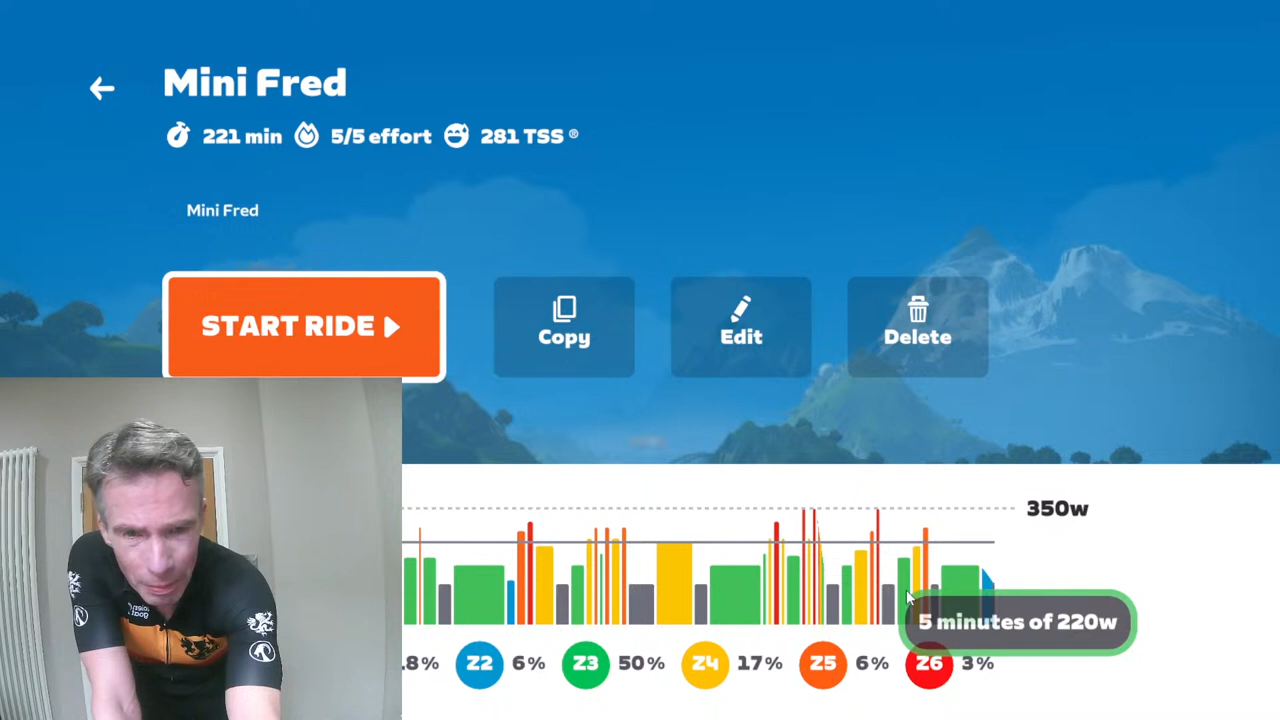 Mini Fred
221 min 5/5 effort 281 TSS®
Mini Fred
START RIDE
Copy
Edit
Delete
350w
5 minutes of 220w
8% Z2 6% Z3 50% Z4 17% Z5 6% Z6 3%